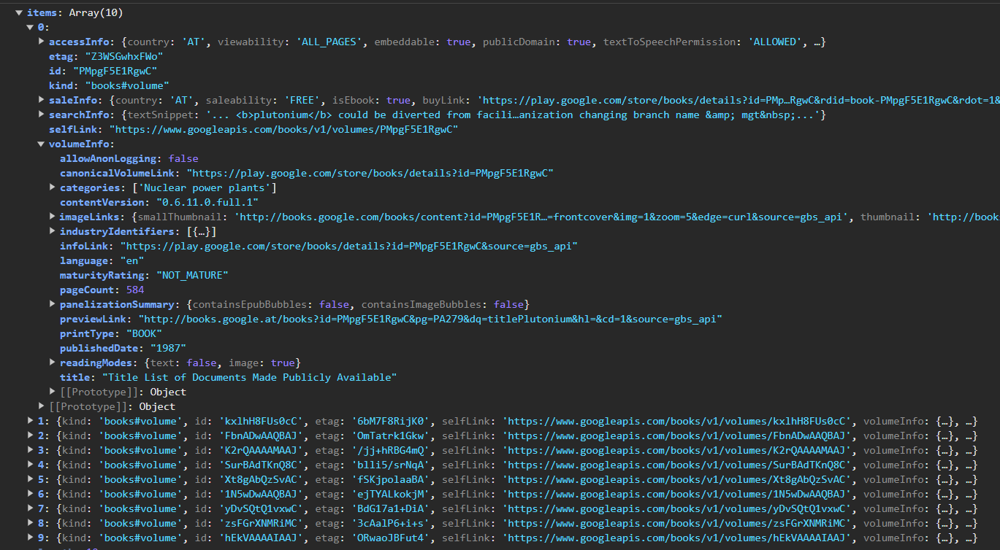 items: Array(10)
0:
accessInfo: {country: 'AT', viewability: 'ALL_PAGES', embeddable: true, publicDomain: true, textToSpeechPermission: 'ALLOWED', …}
etag: "Z3WSGwhxFWo"
id: "PMpgF5E1RgwC"
kind: "books#volume"
saleInfo: {country: 'AT', saleability: 'FREE', isEbook: true, buyLink: 'https://play.google.com/store/books/details?id=PMp…RgwC&rdid=book-PMpgF5E1RgwC&rdot=1&
searchInfo: {textSnippet: '... <b>plutonium</b> could be diverted from facili…anization changing branch name &amp; mgt&nbsp;...'}
selfLink: "https://www.googleapis.com/books/v1/volumes/PMpgF5E1RgwC"
volumeInfo:
allowAnonLogging: false
canonicalVolumeLink: "https://play.google.com/store/books/details?id=PMpgF5E1RgwC"
categories: ['Nuclear power plants']
contentVersion: "0.6.11.0.full.1"
imageLinks: {smallThumbnail: 'http://books.google.com/books/content?id=PMpgF5E1R…=frontcover&img=1&zoom=5&edge=curl&source=gbs_api', thumbnail: 'http://book
industryIdentifiers: [{…}]
infoLink: "https://play.google.com/store/books/details?id=PMpgF5E1RgwC&source=gbs_api"
language: "en"
maturityRating: "NOT_MATURE"
pageCount: 584
panelizationSummary: {containsEpubBubbles: false, containsImageBubbles: false}
previewLink: "http://books.google.at/books?id=PMpgF5E1RgwC&pg=PA279&dq=titlePlutonium&hl=&cd=1&source=gbs_api"
printType: "BOOK"
publishedDate: "1987"
readingModes: {text: false, image: true}
title: "Title List of Documents Made Publicly Available"
[[Prototype]]: Object
[[Prototype]]: Object
1: {kind: 'books#volume', id: 'kxlhH8FUs0cC', etag: '6bM7F8RijK0', selfLink: 'https://www.googleapis.com/books/v1/volumes/kxlhH8FUs0cC', volumeInfo: {…}, …}
2: {kind: 'books#volume', id: 'FbnADwAAQBAJ', etag: 'OmTatrk1Gkw', selfLink: 'https://www.googleapis.com/books/v1/volumes/FbnADwAAQBAJ', volumeInfo: {…}, …}
3: {kind: 'books#volume', id: 'K2rQAAAAMAAJ', etag: '/jj+hRBG4mQ', selfLink: 'https://www.googleapis.com/books/v1/volumes/K2rQAAAAMAAJ', volumeInfo: {…}, …}
4: {kind: 'books#volume', id: 'SurBAdTKnQ8C', etag: 'blli5/srNqA', selfLink: 'https://www.googleapis.com/books/v1/volumes/SurBAdTKnQ8C', volumeInfo: {…}, …}
5: {kind: 'books#volume', id: 'Xt8gAbQzSvAC', etag: 'fSKjpolaaBA', selfLink: 'https://www.googleapis.com/books/v1/volumes/Xt8gAbQzSvAC', volumeInfo: {…}, …}
6: {kind: 'books#volume', id: '1N5wDwAAQBAJ', etag: 'ejTYALkokjM', selfLink: 'https://www.googleapis.com/books/v1/volumes/1N5wDwAAQBAJ', volumeInfo: {…}, …}
7: {kind: 'books#volume', id: 'yDvSQtQ1vxwC', etag: 'BdG17a1+DiA', selfLink: 'https://www.googleapis.com/books/v1/volumes/yDvSQtQ1vxwC', volumeInfo: {…}, …}
8: {kind: 'books#volume', id: 'zsFGrXNMRiMC', etag: '3cAalP6+i+s', selfLink: 'https://www.googleapis.com/books/v1/volumes/zsFGrXNMRiMC', volumeInfo: {…}, …}
9: {kind: 'books#volume', id: 'hEkVAAAAIAAJ', etag: 'ORwaoJBFut4', selfLink: 'https://www.googleapis.com/books/v1/volumes/hEkVAAAAIAAJ', volumeInfo: {…}, …}